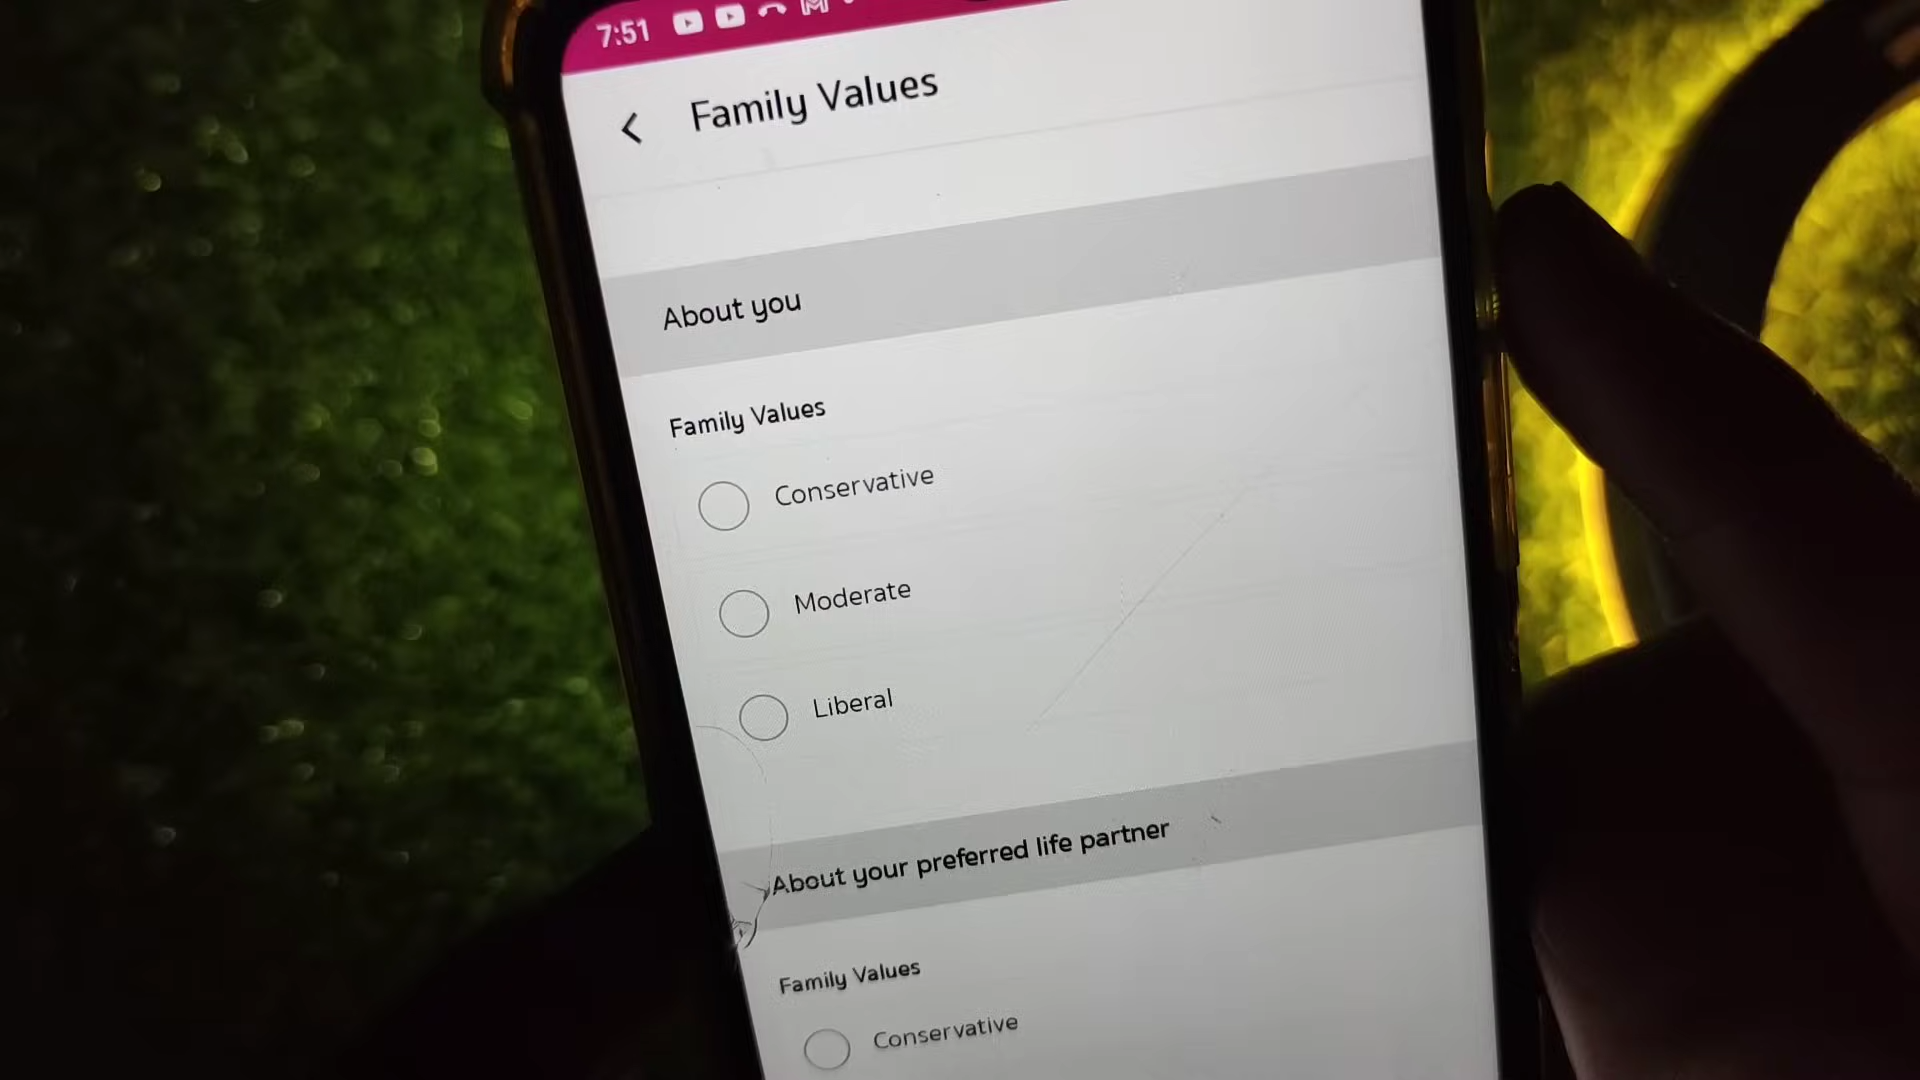 7:51
Family Values
About you
Family Values
Conservative
Moderate
Liberal
About your preferred life partner
Family Values
Conservative